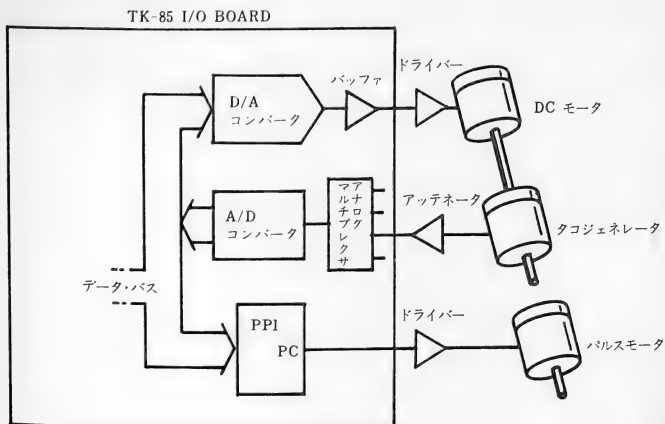 TK-85 I/O BOARD
D/A
コンバータ
バッファ
ドライバー
DC モータ
A/D
コンバータ
アナログ
マルチプレクサ
アッテネータ
タコジェネレータ
データ・バス
PPI
PC
ドライバー
パルスモータ